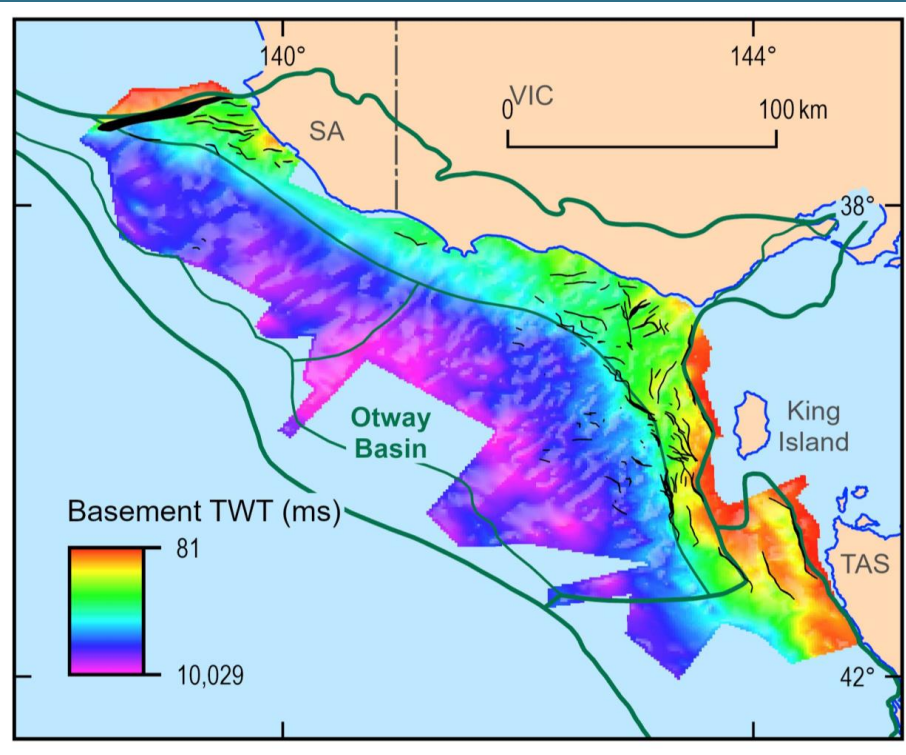 140°
144°
VIC
0
100 km
SA
38°
King
Island
Otway
Basin
Basement TWT (ms)
81
TAS
10,029
42°